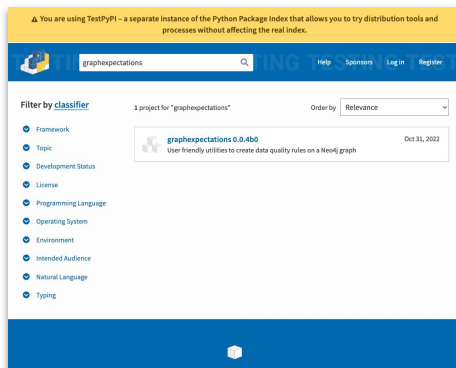 ⚠ You are using TestPyPI – a separate instance of the Python Package Index that allows you to try distribution tools and
processes without affecting the real index.
graphexpectations
Help Sponsors Log in Register
Filter by classifier
1 project for "graphexpectations"
Order by Relevance
Framework
Topic
Development Status
License
Programming Language
Operating System
Environment
Intended Audience
Natural Language
Typing
graphexpectations 0.0.4b0
Oct 31, 2022
User friendly utilities to create data quality rules on a Neo4j graph